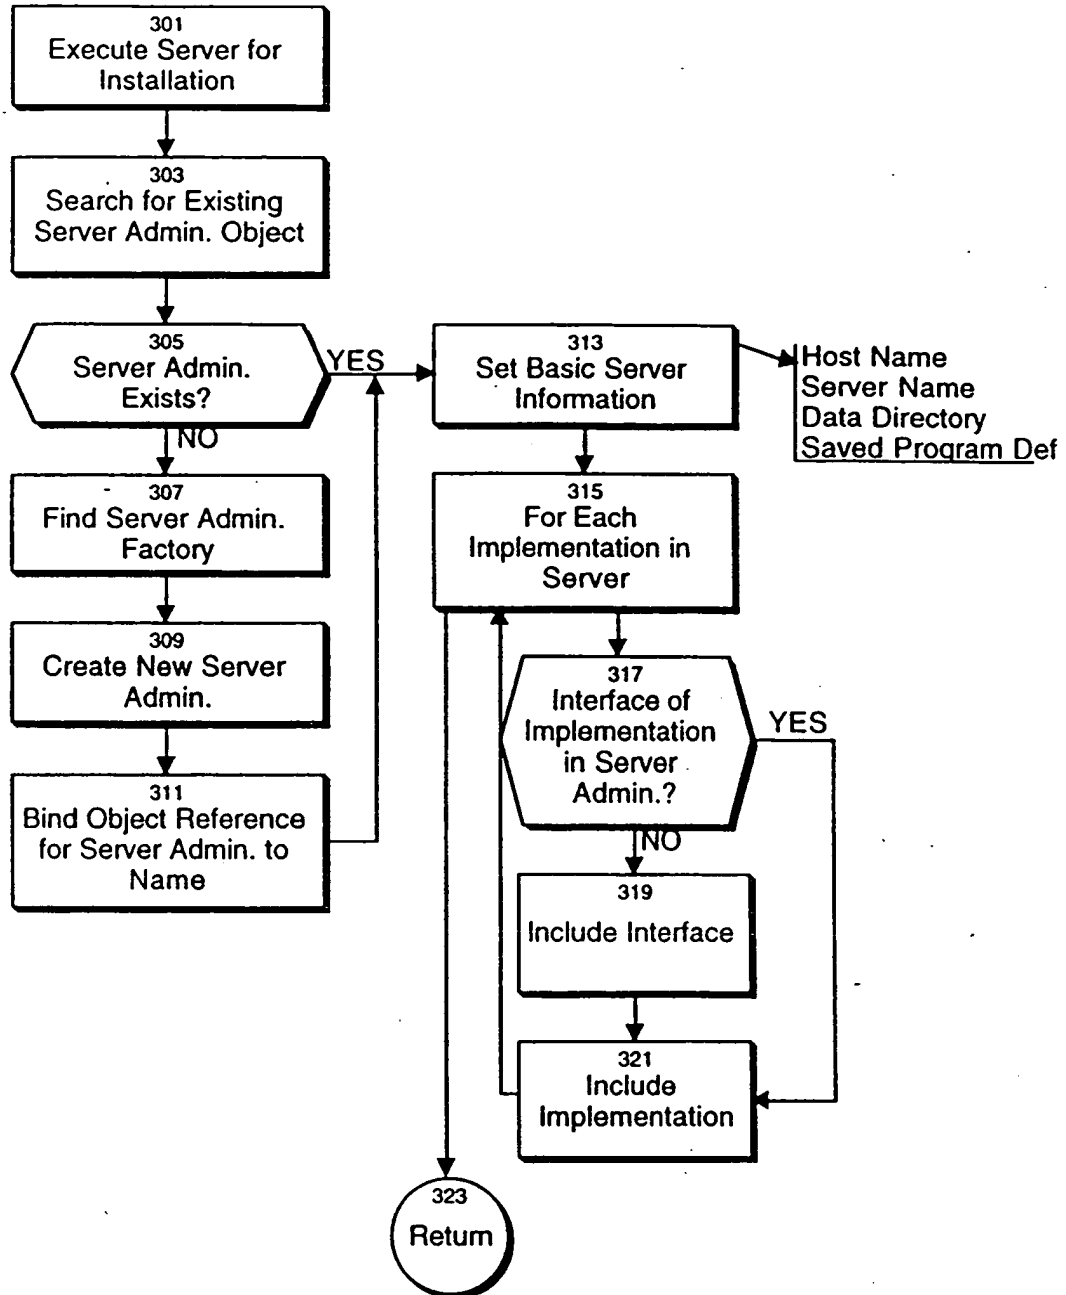 301
Execute Server for
Installation
303
Search for Existing
Server Admin. Object
305
Server Admin.
Exists?
YES
NO
307
Find Server Admin.
Factory
309
Create New Server
Admin.
311
Bind Object Reference
for Server Admin. to
Name
313
Set Basic Server
Information
Host Name
Server Name
Data Directory
Saved Program Def
315
For Each
Implementation in
Server
317
Interface of
Implementation
in Server
Admin.?
YES
NO
319
Include Interface
321
Include
Implementation
323
Return